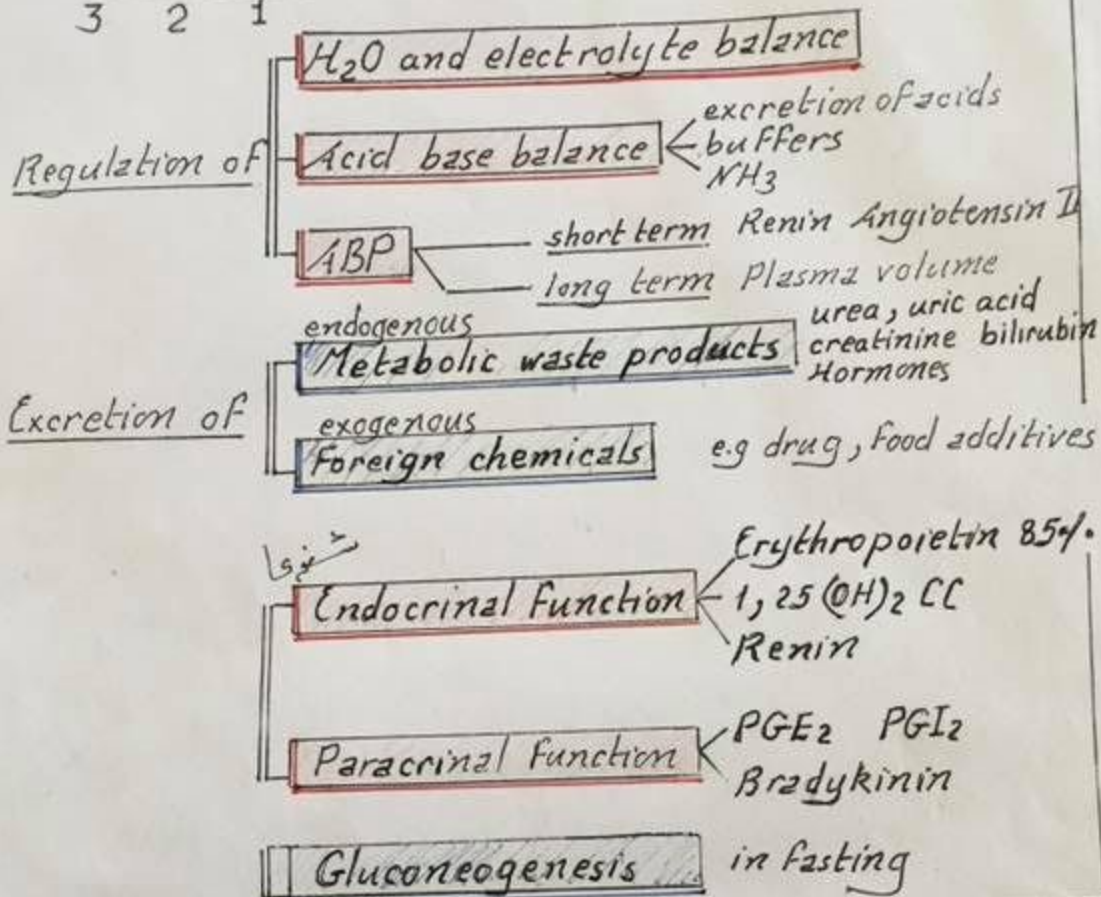 3 2 1
H₂O and electrolyte balance
Regulation of
Acid base balance
excretion of acids
buffers
NH₃
ABP
short term Renin Angiotensin II
long term Plasma volume
endogenous
Metabolic waste products
urea, uric acid
creatinine bilirubin
Hormones
Excretion of
exogenous
Foreign chemicals
e.g drug, Food additives
Endocrinal Function
Erythropoietin 85%
1, 25 (OH)₂ CC
Renin
Paracrinal Function
PGE₂ PGI₂
Bradykinin
Gluconeogenesis in fasting